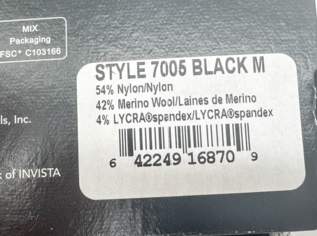 MIX
Packaging
FSC® C103166
STYLE 7005 BLACK M
54% Nylon/Nylon
42% Merino Wool/Laines de Merino
4% LYCRA®spendex/LYCRA®spandex
ls, Inc.
6 42249 16870 9
k of INVISTA